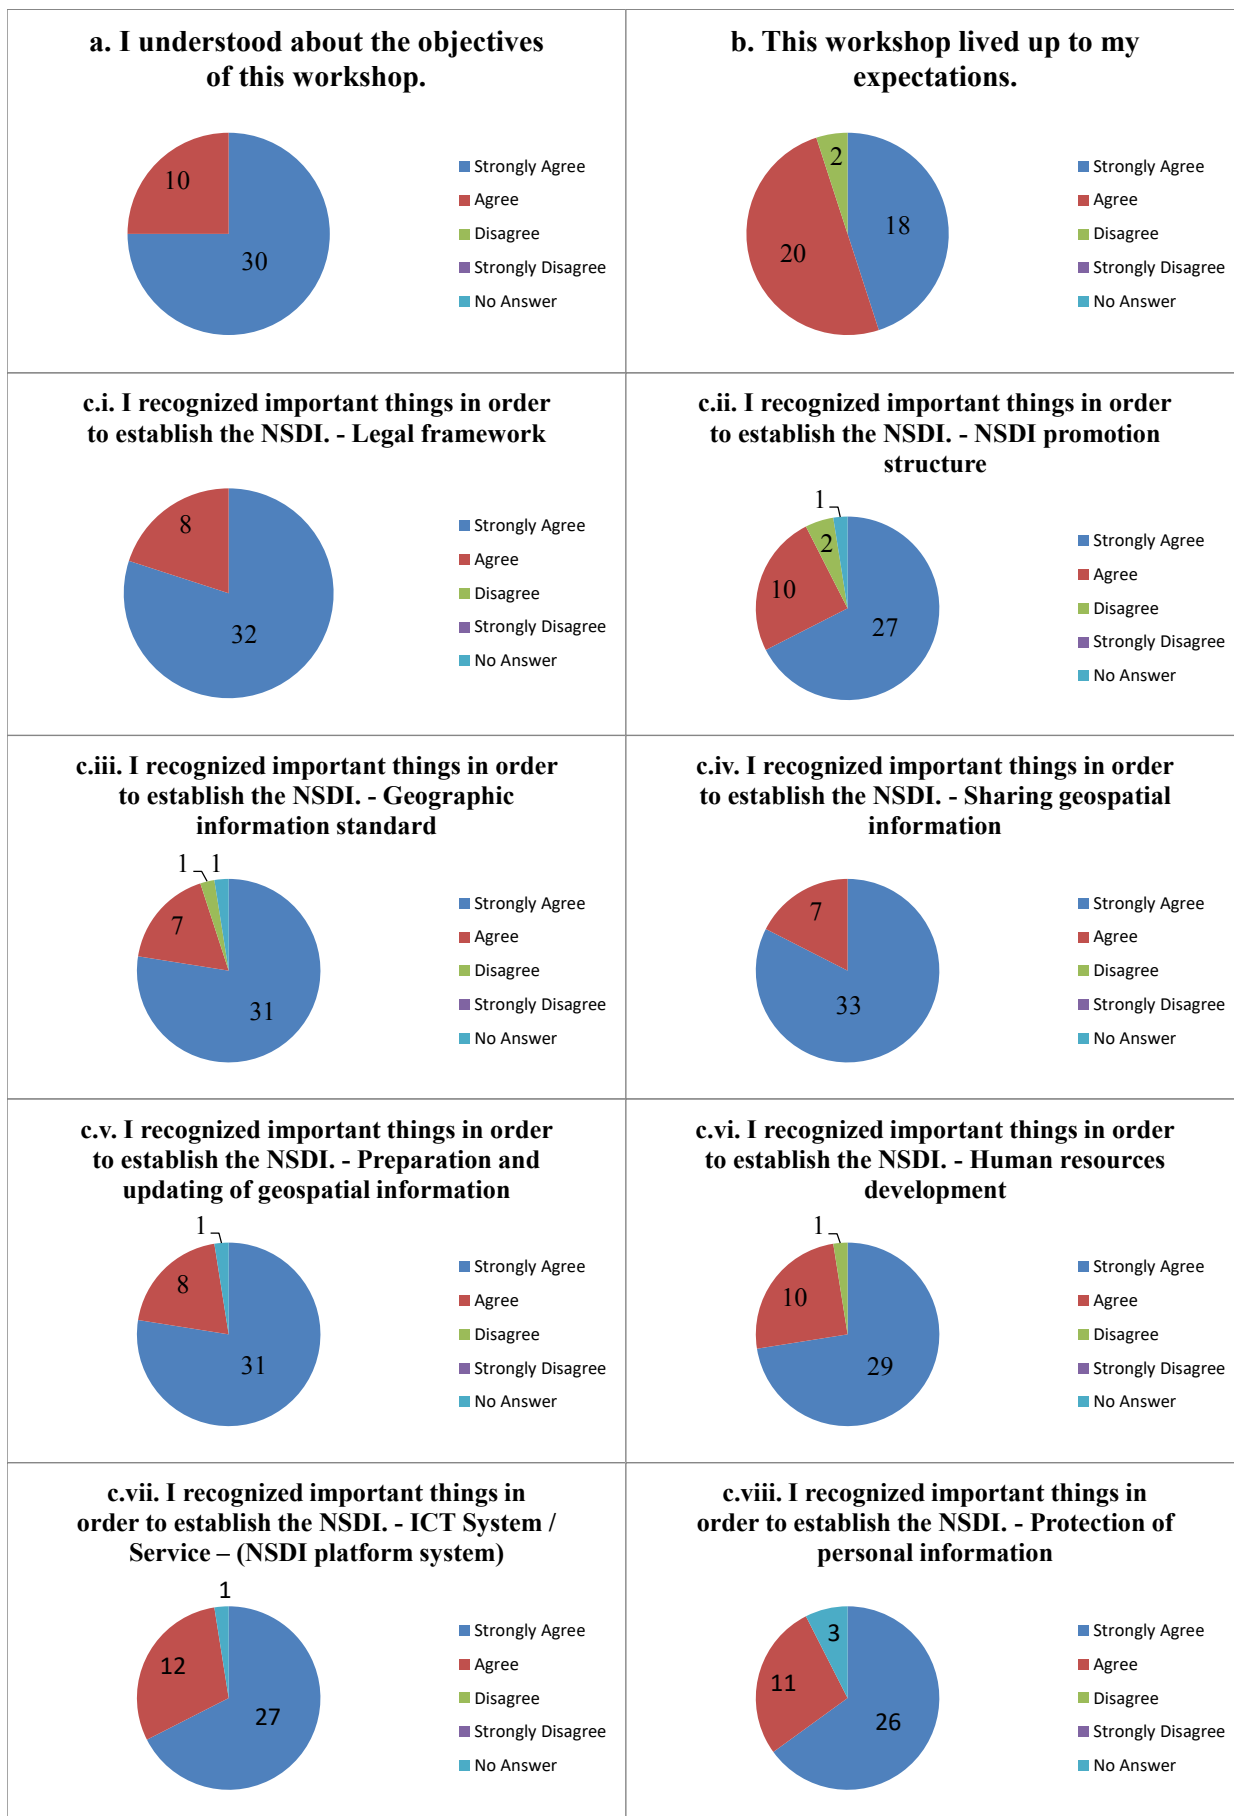 a. I understood about the objectives
of this workshop.
10
30
Strongly Agree
Agree
Disagree
Strongly Disagree
No Answer
b. This workshop lived up to my
expectations.
2
18
20
Strongly Agree
Agree
Disagree
Strongly Disagree
No Answer
c.i. I recognized important things in order
to establish the NSDI. - Legal framework
8
32
Strongly Agree
Agree
Disagree
Strongly Disagree
No Answer
c.ii. I recognized important things in order
to establish the NSDI. - NSDI promotion
structure
1
2
10
27
Strongly Agree
Agree
Disagree
Strongly Disagree
No Answer
c.iii. I recognized important things in order
to establish the NSDI. - Geographic
information standard
1 1
7
31
Strongly Agree
Agree
Disagree
Strongly Disagree
No Answer
c.iv. I recognized important things in order
to establish the NSDI. - Sharing geospatial
information
7
33
Strongly Agree
Agree
Disagree
Strongly Disagree
No Answer
c.v. I recognized important things in order
to establish the NSDI. - Preparation and
updating of geospatial information
1
8
31
Strongly Agree
Agree
Disagree
Strongly Disagree
No Answer
c.vi. I recognized important things in order
to establish the NSDI. - Human resources
development
1
10
29
Strongly Agree
Agree
Disagree
Strongly Disagree
No Answer
c.vii. I recognized important things in
order to establish the NSDI. - ICT System /
Service – (NSDI platform system)
1
12
27
Strongly Agree
Agree
Disagree
Strongly Disagree
No Answer
c.viii. I recognized important things in
order to establish the NSDI. - Protection of
personal information
3
11
26
Strongly Agree
Agree
Disagree
Strongly Disagree
No Answer